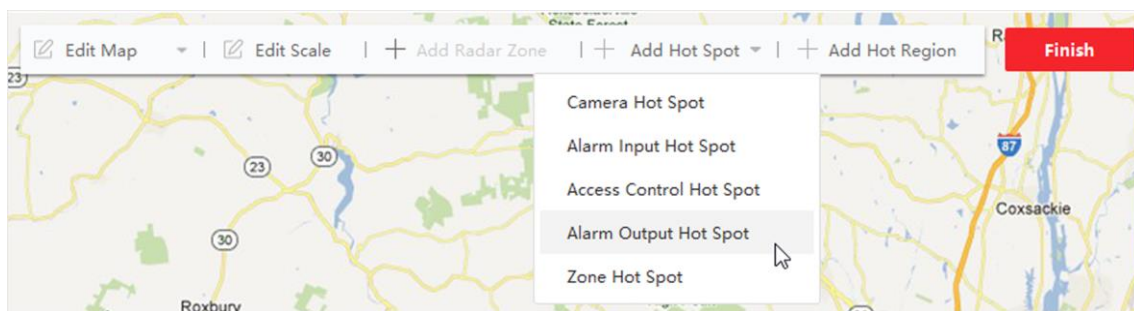 State Forest
Edit Map | Edit Scale | + Add Radar Zone | + Add Hot Spot | + Add Hot Region
Finish
23
Camera Hot Spot
Alarm Input Hot Spot
87
30
23
Access Control Hot Spot
Coxsackie
Alarm Output Hot Spot
30
Zone Hot Spot
Roxbury